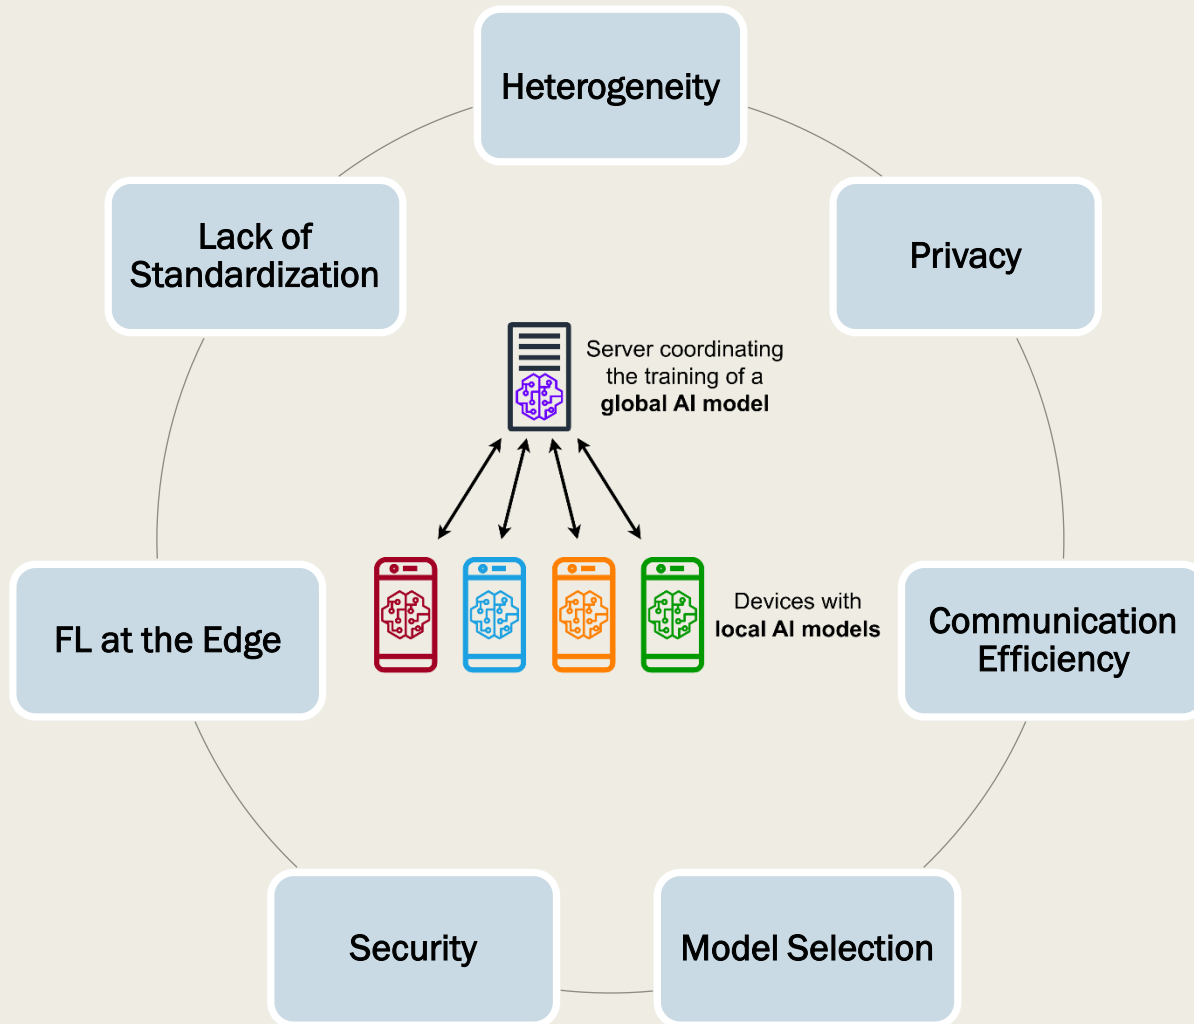 Heterogeneity
Privacy
Communication
Efficiency
Model Selection
Security
FL at the Edge
Lack of
Standardization
Server coordinating
the training of a
global AI model
Devices with
local AI models